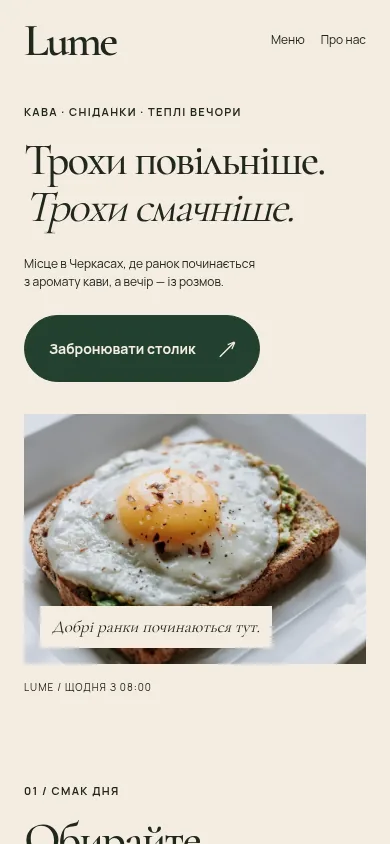 Lume
Меню
Про нас
КАВА · СНІДАНКИ · ТЕПЛІ ВЕЧОРИ
Трохи повільніше.
Трохи смачніше.
Місце в Черкасах, де ранок починається
з аромату кави, а вечір — із розмов.
Забронювати столик
Добрі ранки починаються тут.
LUME / ЩОДНЯ З 08:00
01 / СМАК ДНЯ
Обирайте